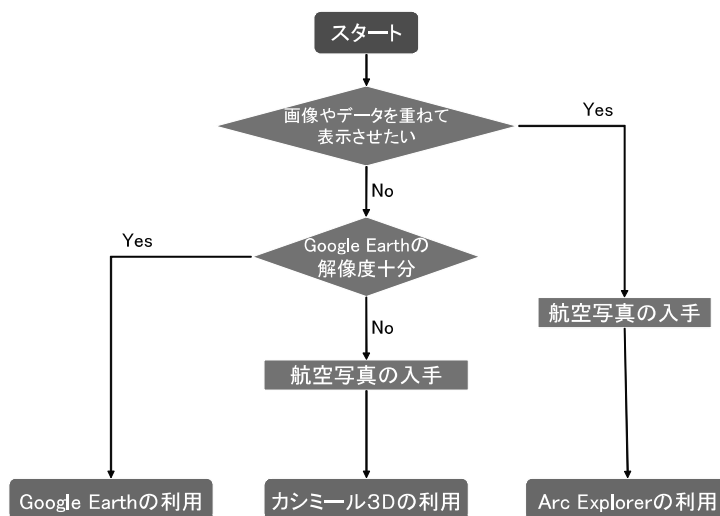 スタート
画像やデータを重ねて
表示させたい
Yes
No
Google Earthの
解像度十分
Yes
No
航空写真の入手
航空写真の入手
Google Earthの利用
カシミール3Dの利用
Arc Explorerの利用